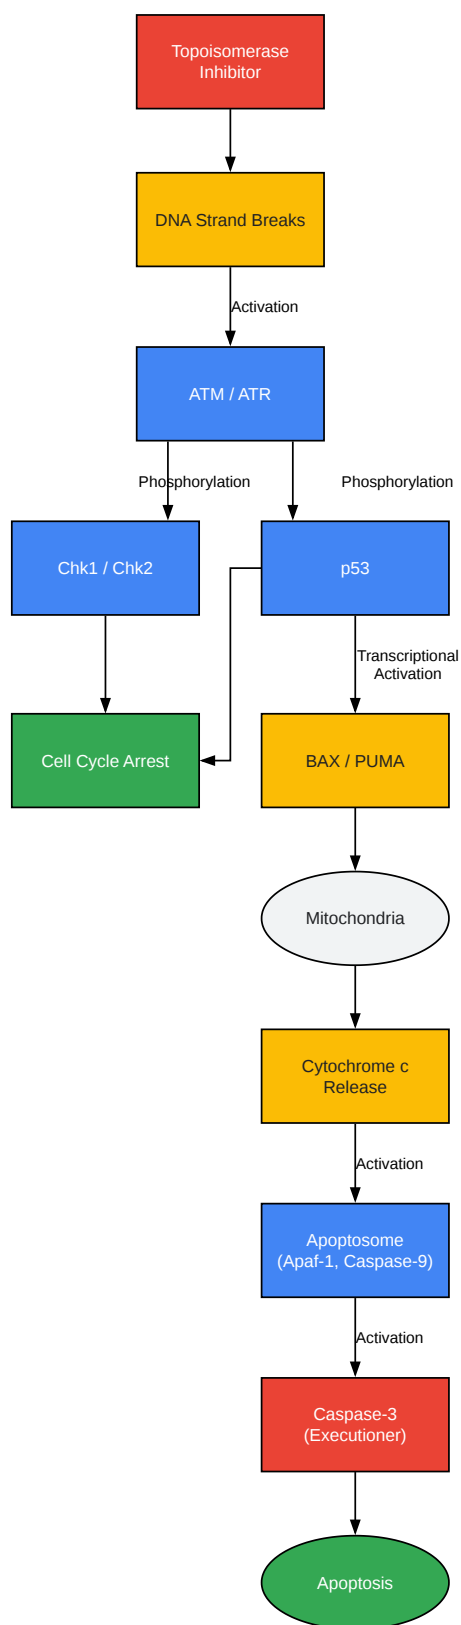 Topoisomerase
Inhibitor
DNA Strand Breaks
Activation
ATM / ATR
Phosphorylation
Phosphorylation
Chk1 / Chk2
p53
Transcriptional
Activation
Cell Cycle Arrest
BAX / PUMA
Mitochondria
Cytochrome c
Release
Activation
Apoptosome
(Apaf-1, Caspase-9)
Activation
Caspase-3
(Executioner)
Apoptosis